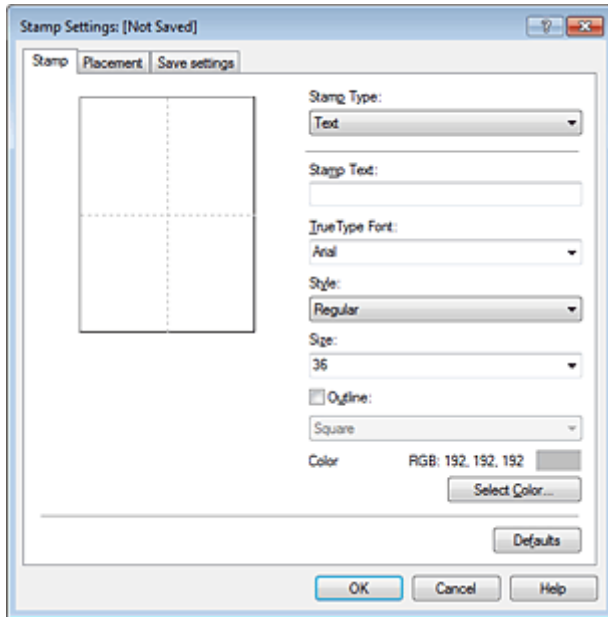 Stamp Settings: [Not Saved]
Stamp Placement Save settings
Stamp Type:
Text
Stamp Text:
TrueType Font:
Arial
Style:
Regular
Size:
36
Outline:
Square
Color RGB: 192, 192, 192
Select Color...
Defaults
OK Cancel Help